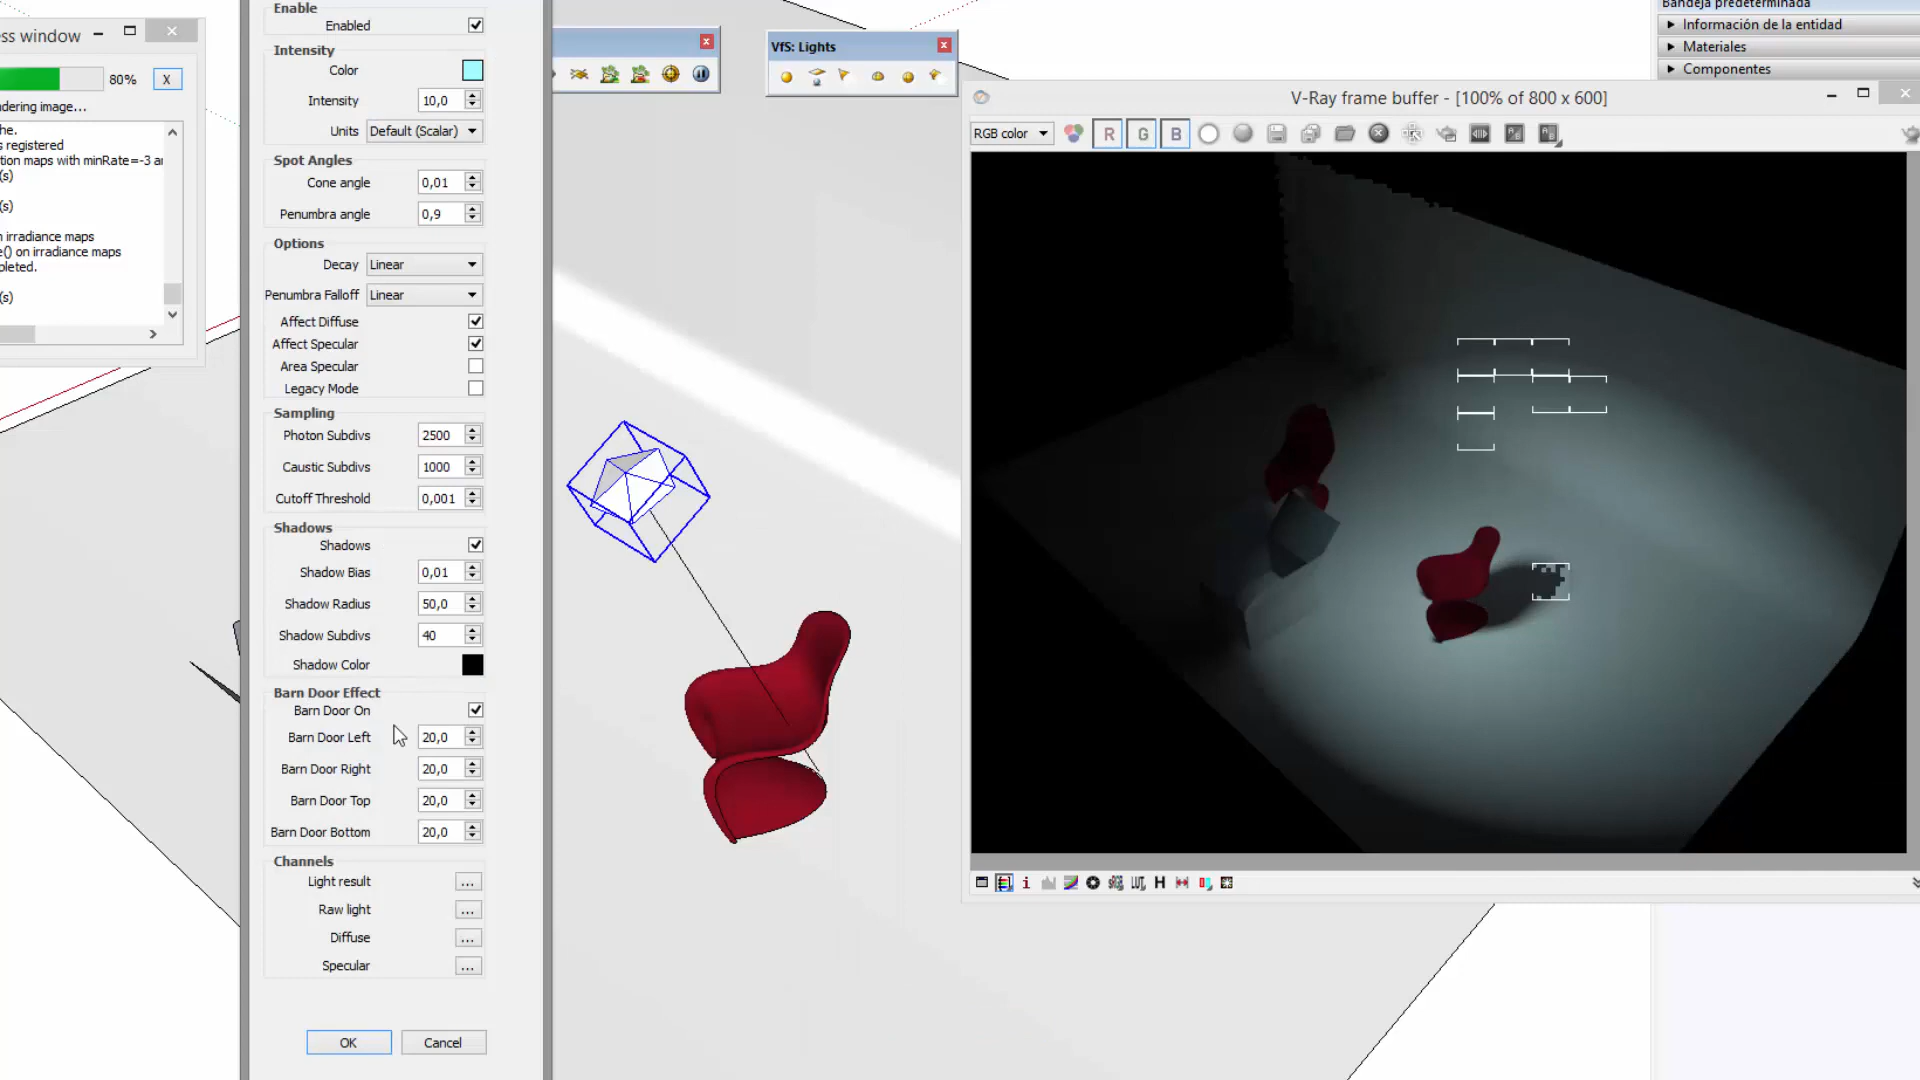 ess window
80%
X
dering image...
he.
s registered
tion maps with minRate=-3 a
(s)
(s)
n irradiance maps
e() on irradiance maps
pleted.
(s)
Enable
Enabled
Intensity
Color
Intensity 10,0
Units Default (Scalar)
Spot Angles
Cone angle 0,01
Penumbra angle 0,9
Options
Decay Linear
Penumbra Falloff Linear
Affect Diffuse
Affect Specular
Area Specular
Legacy Mode
Sampling
Photon Subdivs 2500
Caustic Subdivs 1000
Cutoff Threshold 0,001
Shadows
Shadows
Shadow Bias 0,01
Shadow Radius 50,0
Shadow Subdivs 40
Shadow Color
Barn Door Effect
Barn Door On
Barn Door Left 20,0
Barn Door Right 20,0
Barn Door Top 20,0
Barn Door Bottom 20,0
Channels
Light result ...
Raw light ...
Diffuse ...
Specular ...
OK Cancel
VfS: Lights
Bandeja predeterminada
Información de la entidad
Materiales
Componentes
V-Ray frame buffer - [100% of 800 x 600]
RGB color R G B
i H